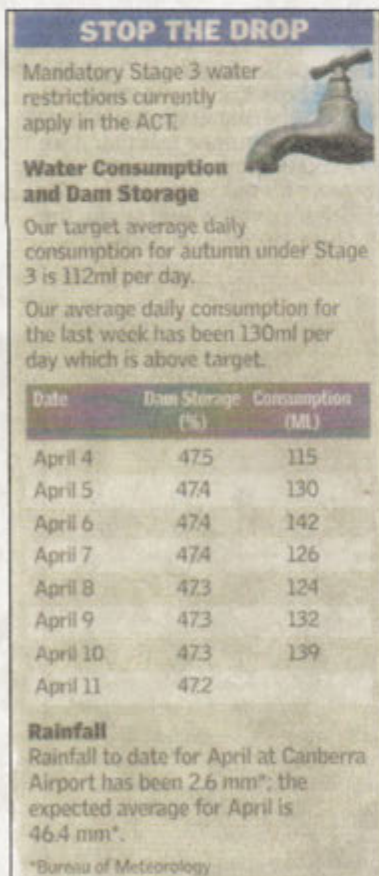 STOP THE DROP
Mandatory Stage 3 water
restrictions currently
apply in the ACT.
Water Consumption
and Dam Storage
Our target average daily
consumption for autumn under Stage
3 is 112ml per day.
Our average daily consumption for
the last week has been 130ml per
day which is above target.
Date Dam Storage Consumption
(%) (ML)
April 4 47.5 115
April 5 47.4 130
April 6 47.4 142
April 7 47.4 126
April 8 47.3 124
April 9 47.3 132
April 10 47.3 139
April 11 47.2
Rainfall
Rainfall to date for April at Canberra
Airport has been 2.6 mm*; the
expected average for April is
46.4 mm*.
*Bureau of Meteorology